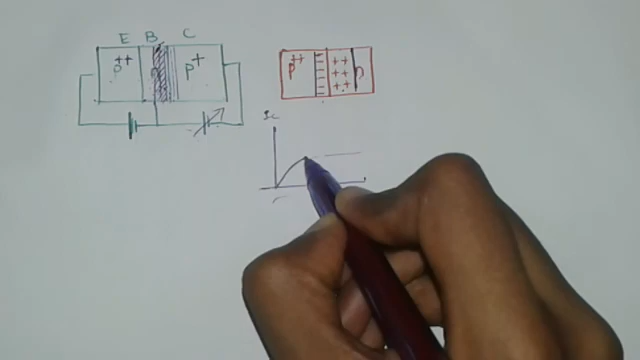 E B C
P++ n P+
P++ - - - - - + + + + + + n
Ic